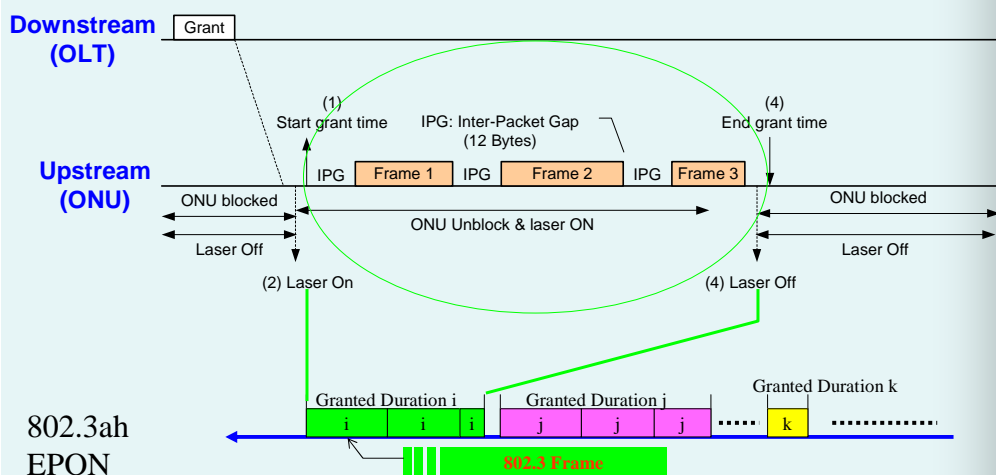 Downstream
(OLT)
Grant
(1)
Start grant time
IPG: Inter-Packet Gap
(12 Bytes)
(4)
End grant time
Upstream
(ONU)
IPG
Frame 1
IPG
Frame 2
IPG
Frame 3
ONU blocked
ONU Unblock & laser ON
ONU blocked
Laser Off
Laser Off
(2) Laser On
(4) Laser Off
Granted Duration i
Granted Duration j
Granted Duration k
i
i
i
j
j
j
k
802.3ah
EPON
802.3 Frame